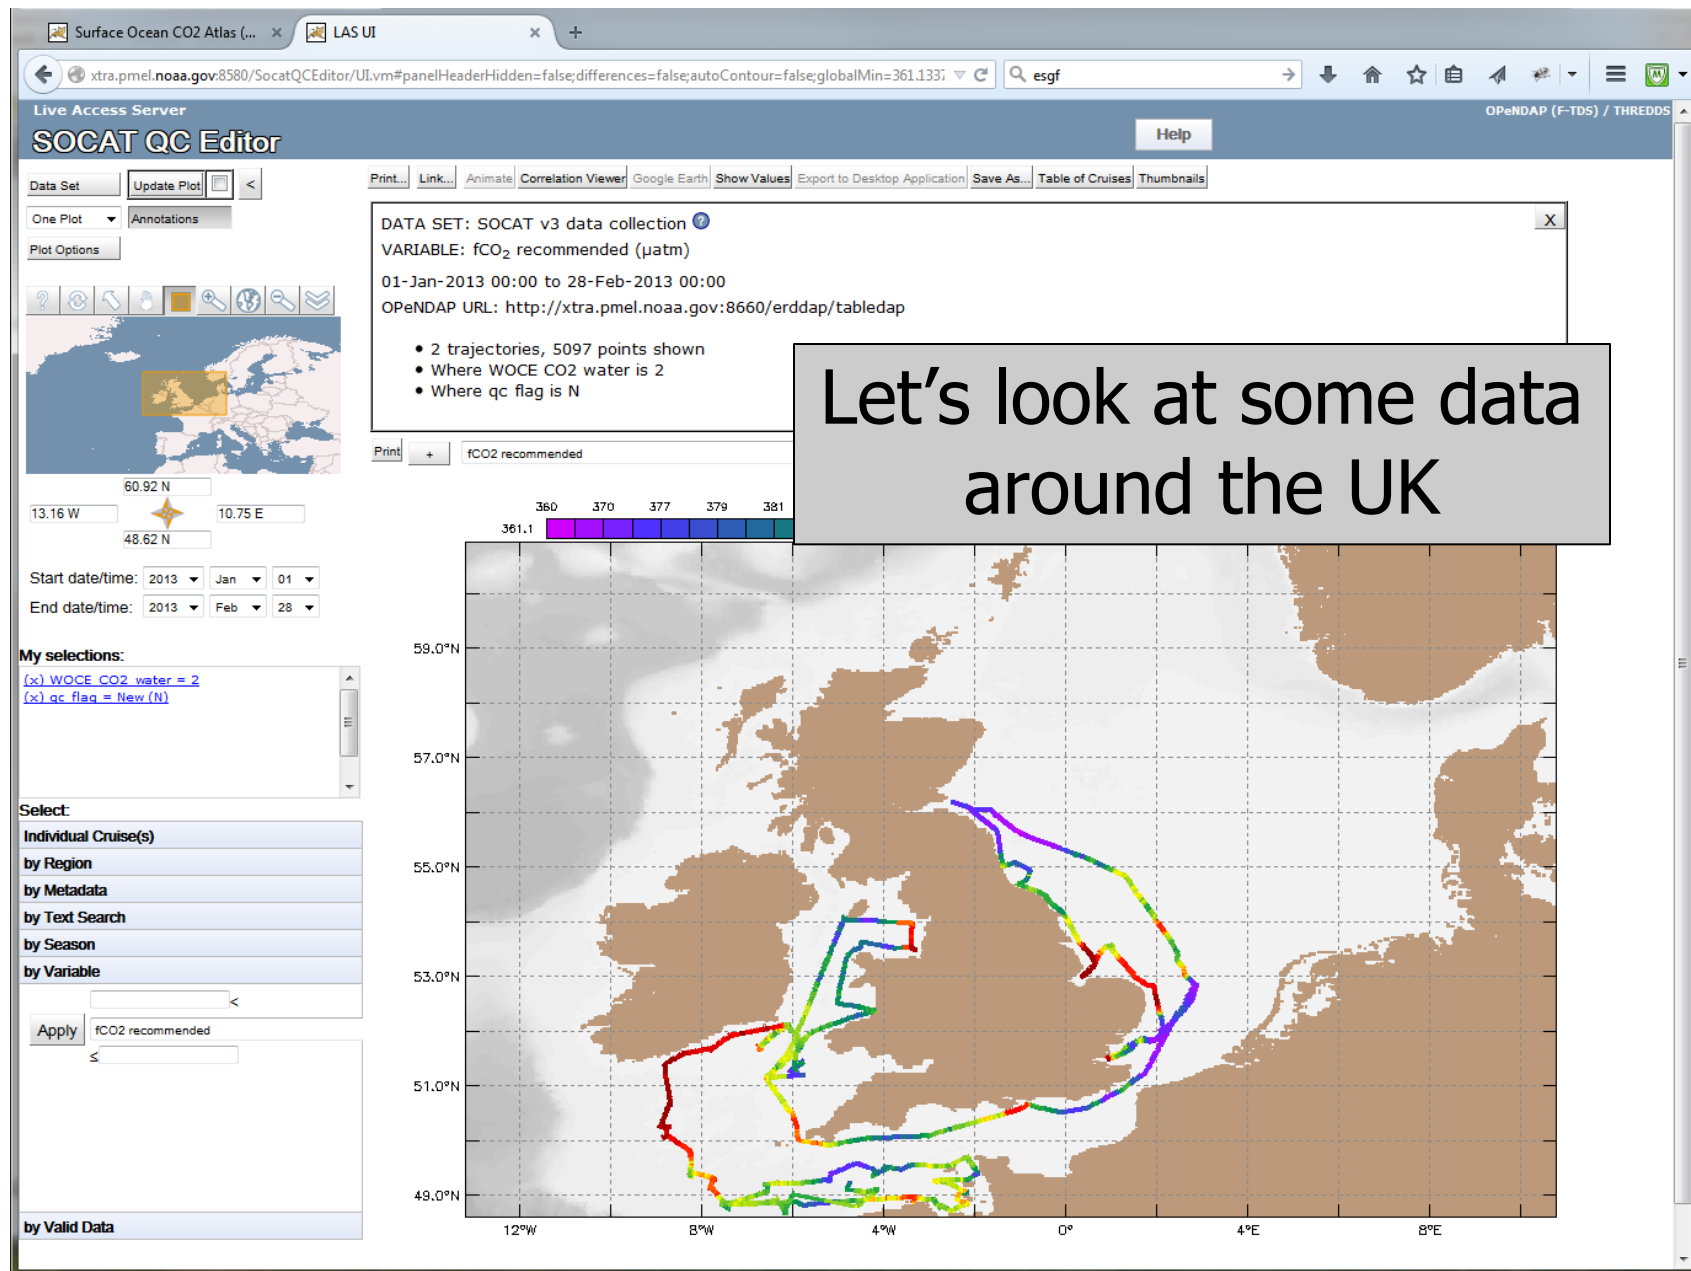 Surface Ocean CO2 Atlas (... ×
LAS UI ×
xtra.pmel.noaa.gov:8580/SocatQCEditor/UI.vm#panelHeaderHidden=false;differences=false;autoContour=false;globalMin=361.1337
esgf
Live Access Server
OPeNDAP (F-TDS) / THREDDS
SOCAT QC Editor
Help
Data Set
Update Plot
<
Print...
Link...
Animate
Correlation Viewer
Google Earth
Show Values
Export to Desktop Application
Save As...
Table of Cruises
Thumbnails
One Plot
Annotations
Plot Options
DATA SET: SOCAT v3 data collection ?
X
VARIABLE: fCO₂ recommended (µatm)
01-Jan-2013 00:00 to 28-Feb-2013 00:00
OPeNDAP URL: http://xtra.pmel.noaa.gov:8660/erddap/tabledap
• 2 trajectories, 5097 points shown
• Where WOCE CO2 water is 2
• Where qc flag is N
Let's look at some data
around the UK
60.92 N
13.16 W
10.75 E
48.62 N
Start date/time: 2013 Jan 01
End date/time: 2013 Feb 28
My selections:
(x) WOCE CO2 water = 2
(x) qc flag = New (N)
Select:
Individual Cruise(s)
by Region
by Metadata
by Text Search
by Season
by Variable
<
Apply
fCO2 recommended
≤
by Valid Data
Print
+
fCO2 recommended
360 370 377 379 381
361.1
59.0°N
57.0°N
55.0°N
53.0°N
51.0°N
49.0°N
12°W 8°W 4°W 0° 4°E 8°E